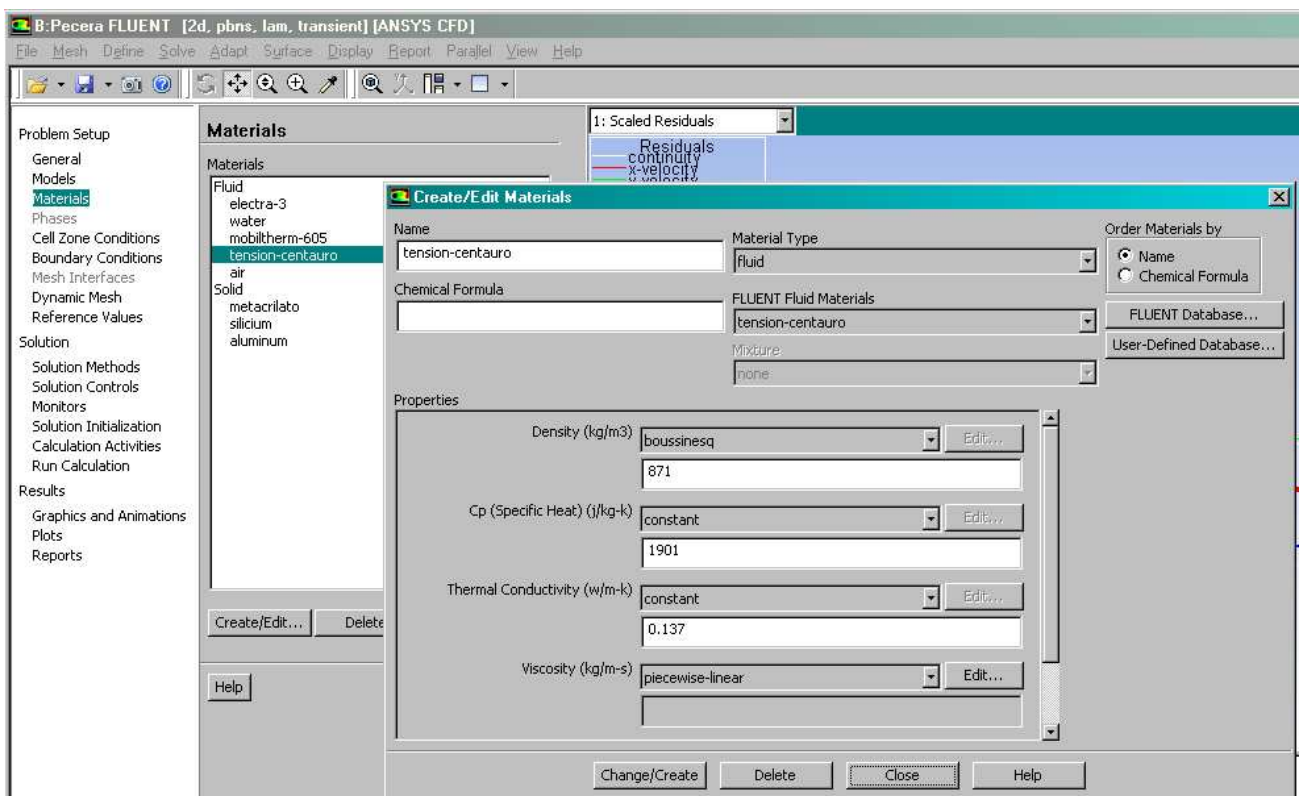 B:Pecera FLUENT [2d, pbns, lam, transient] [ANSYS CFD]
File Mesh Define Solve Adapt Surface Display Report Parallel View Help
Problem Setup
General
Models
Materials
Phases
Cell Zone Conditions
Boundary Conditions
Mesh Interfaces
Dynamic Mesh
Reference Values
Solution
Solution Methods
Solution Controls
Monitors
Solution Initialization
Calculation Activities
Run Calculation
Results
Graphics and Animations
Plots
Reports
Materials
Materials
Fluid
electra-3
water
mobiltherm-605
tension-centauro
air
Solid
metacrilato
silicium
aluminum
Create/Edit...
Delete
Help
1: Scaled Residuals
Residuals
continuity
x-velocity
y-velocity
Create/Edit Materials
Name
tension-centauro
Chemical Formula
Material Type
fluid
FLUENT Fluid Materials
tension-centauro
Mixture
none
Order Materials by
Name
Chemical Formula
FLUENT Database...
User-Defined Database...
Properties
Density (kg/m3) boussinesq Edit...
871
Cp (Specific Heat) (j/kg-k) constant Edit...
1901
Thermal Conductivity (w/m-k) constant Edit...
0.137
Viscosity (kg/m-s) piecewise-linear Edit...
Change/Create Delete Close Help